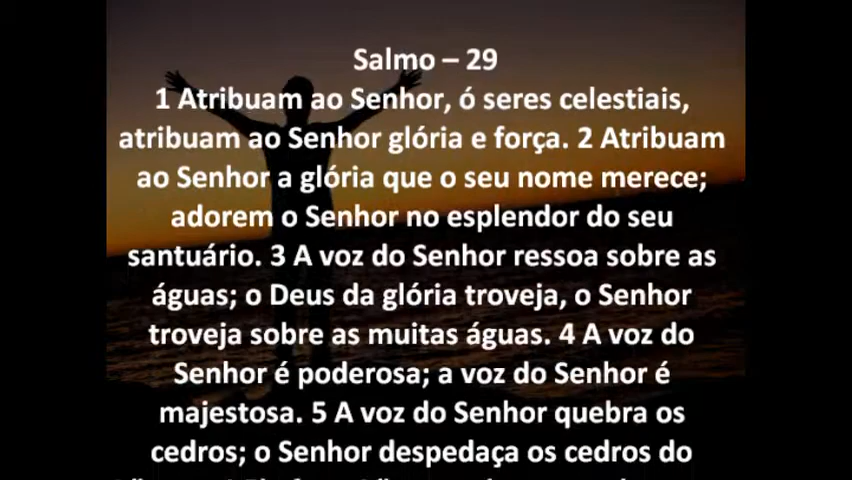 Salmo – 29
1 Atribuam ao Senhor, ó seres celestiais,
atribuam ao Senhor glória e força. 2 Atribuam
ao Senhor a glória que o seu nome merece;
adorem o Senhor no esplendor do seu
santuário. 3 A voz do Senhor ressoa sobre as
águas; o Deus da glória troveja, o Senhor
troveja sobre as muitas águas. 4 A voz do
Senhor é poderosa; a voz do Senhor é
majestosa. 5 A voz do Senhor quebra os
cedros; o Senhor despedaça os cedros do